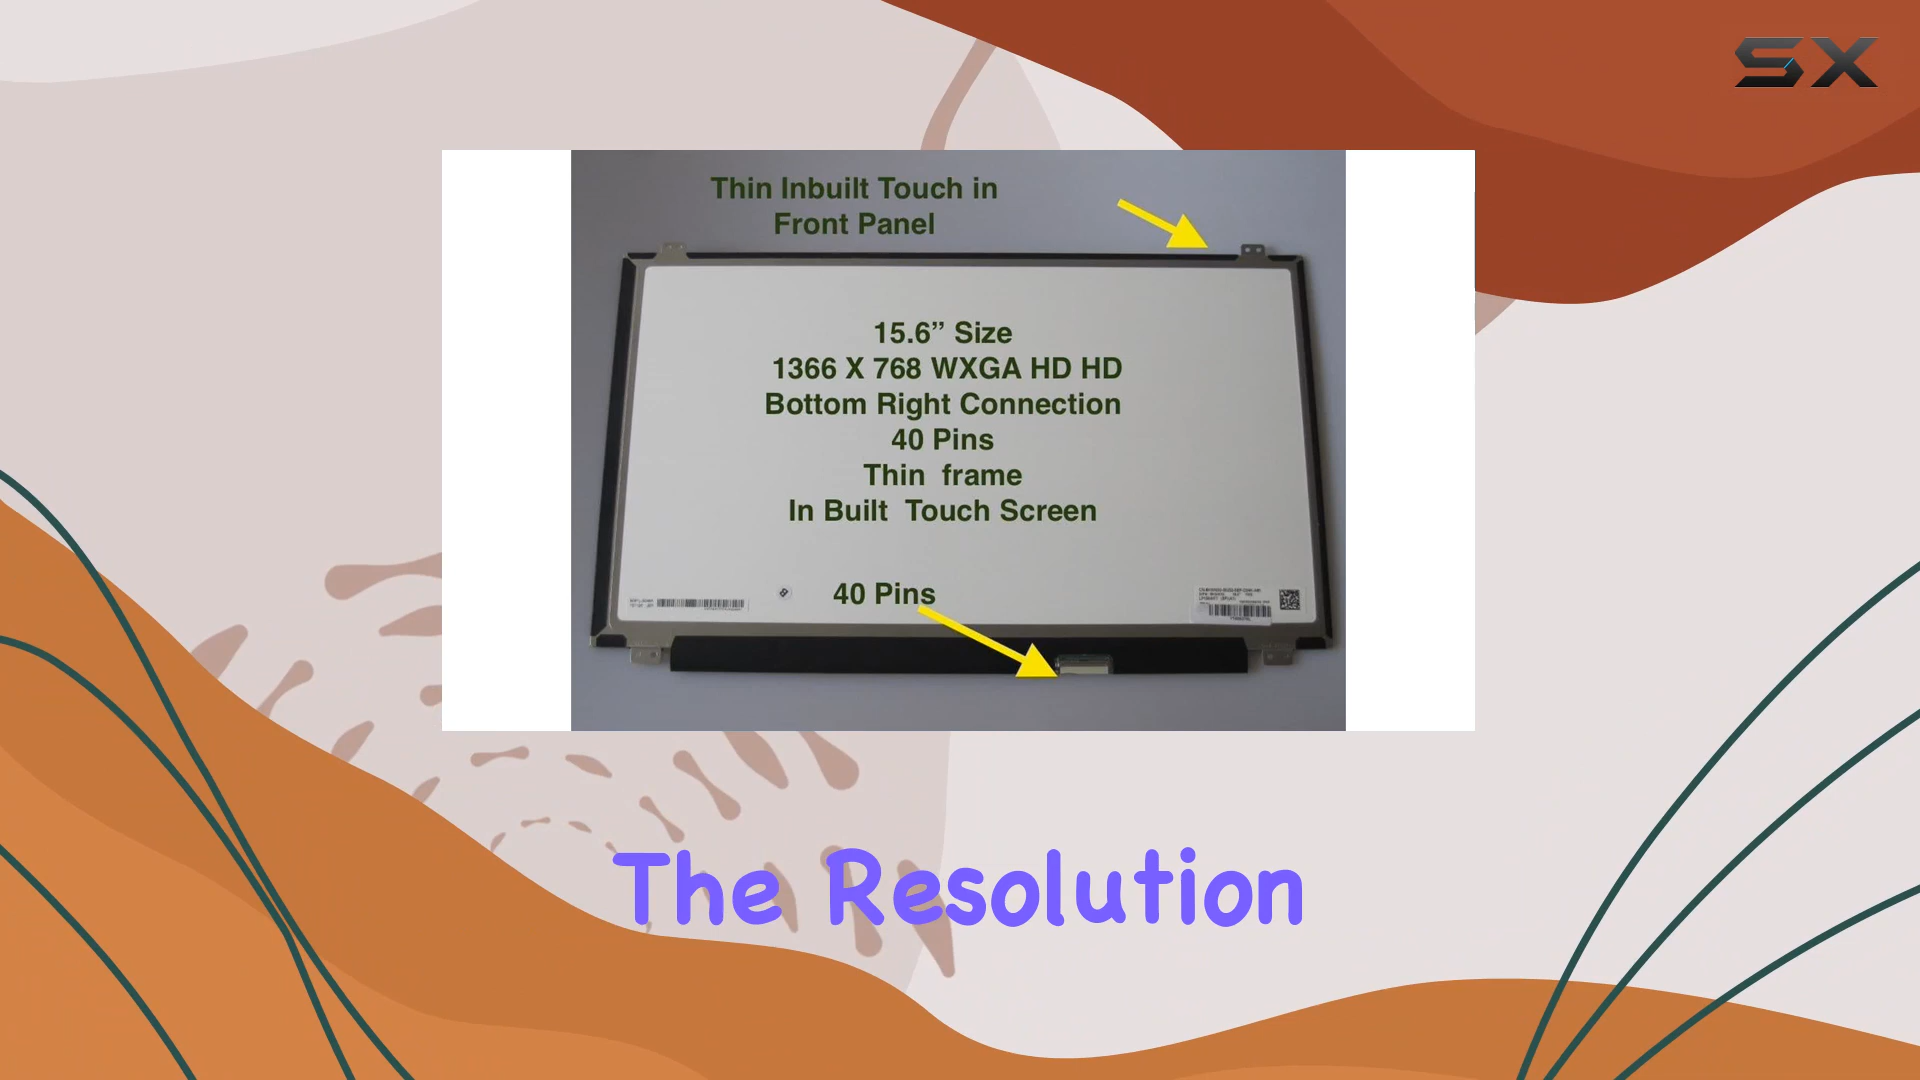 SX
Thin Inbuilt Touch in
Front Panel
15.6” Size
1366 X 768 WXGA HD HD
Bottom Right Connection
40 Pins
Thin frame
In Built Touch Screen
40 Pins
The Resolution